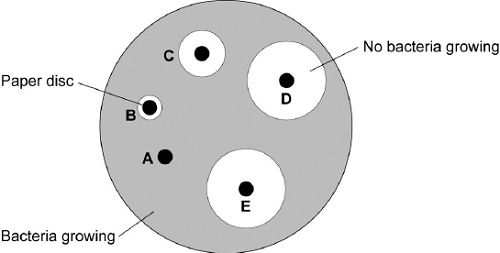 No bacteria growing
C
Paper disc
D
B
A
E
Bacteria growing